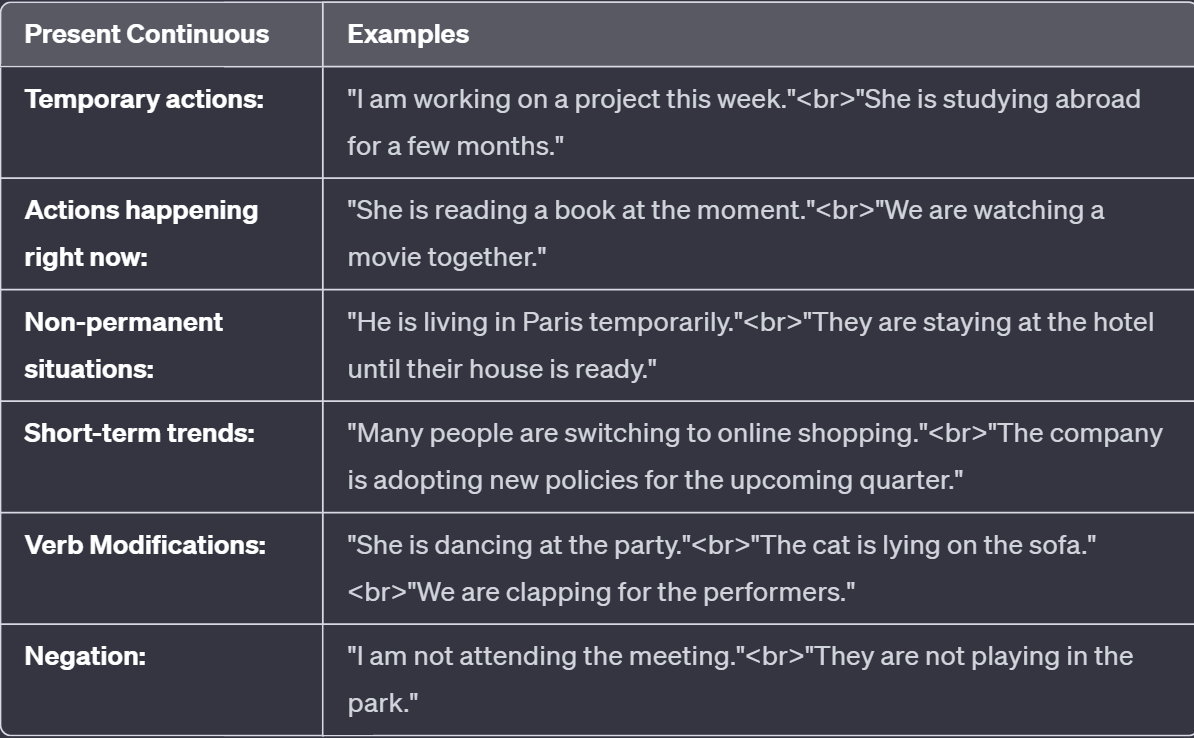 Present Continuous
Examples
Temporary actions:
"I am working on a project this week."<br>"She is studying abroad
for a few months."
Actions happening
right now:
"She is reading a book at the moment."<br>"We are watching a
movie together."
Non-permanent
situations:
"He is living in Paris temporarily."<br>"They are staying at the hotel
until their house is ready."
Short-term trends:
"Many people are switching to online shopping."<br>"The company
is adopting new policies for the upcoming quarter."
Verb Modifications:
"She is dancing at the party."<br>"The cat is lying on the sofa."
<br>"We are clapping for the performers."
Negation:
"I am not attending the meeting."<br>"They are not playing in the
park."